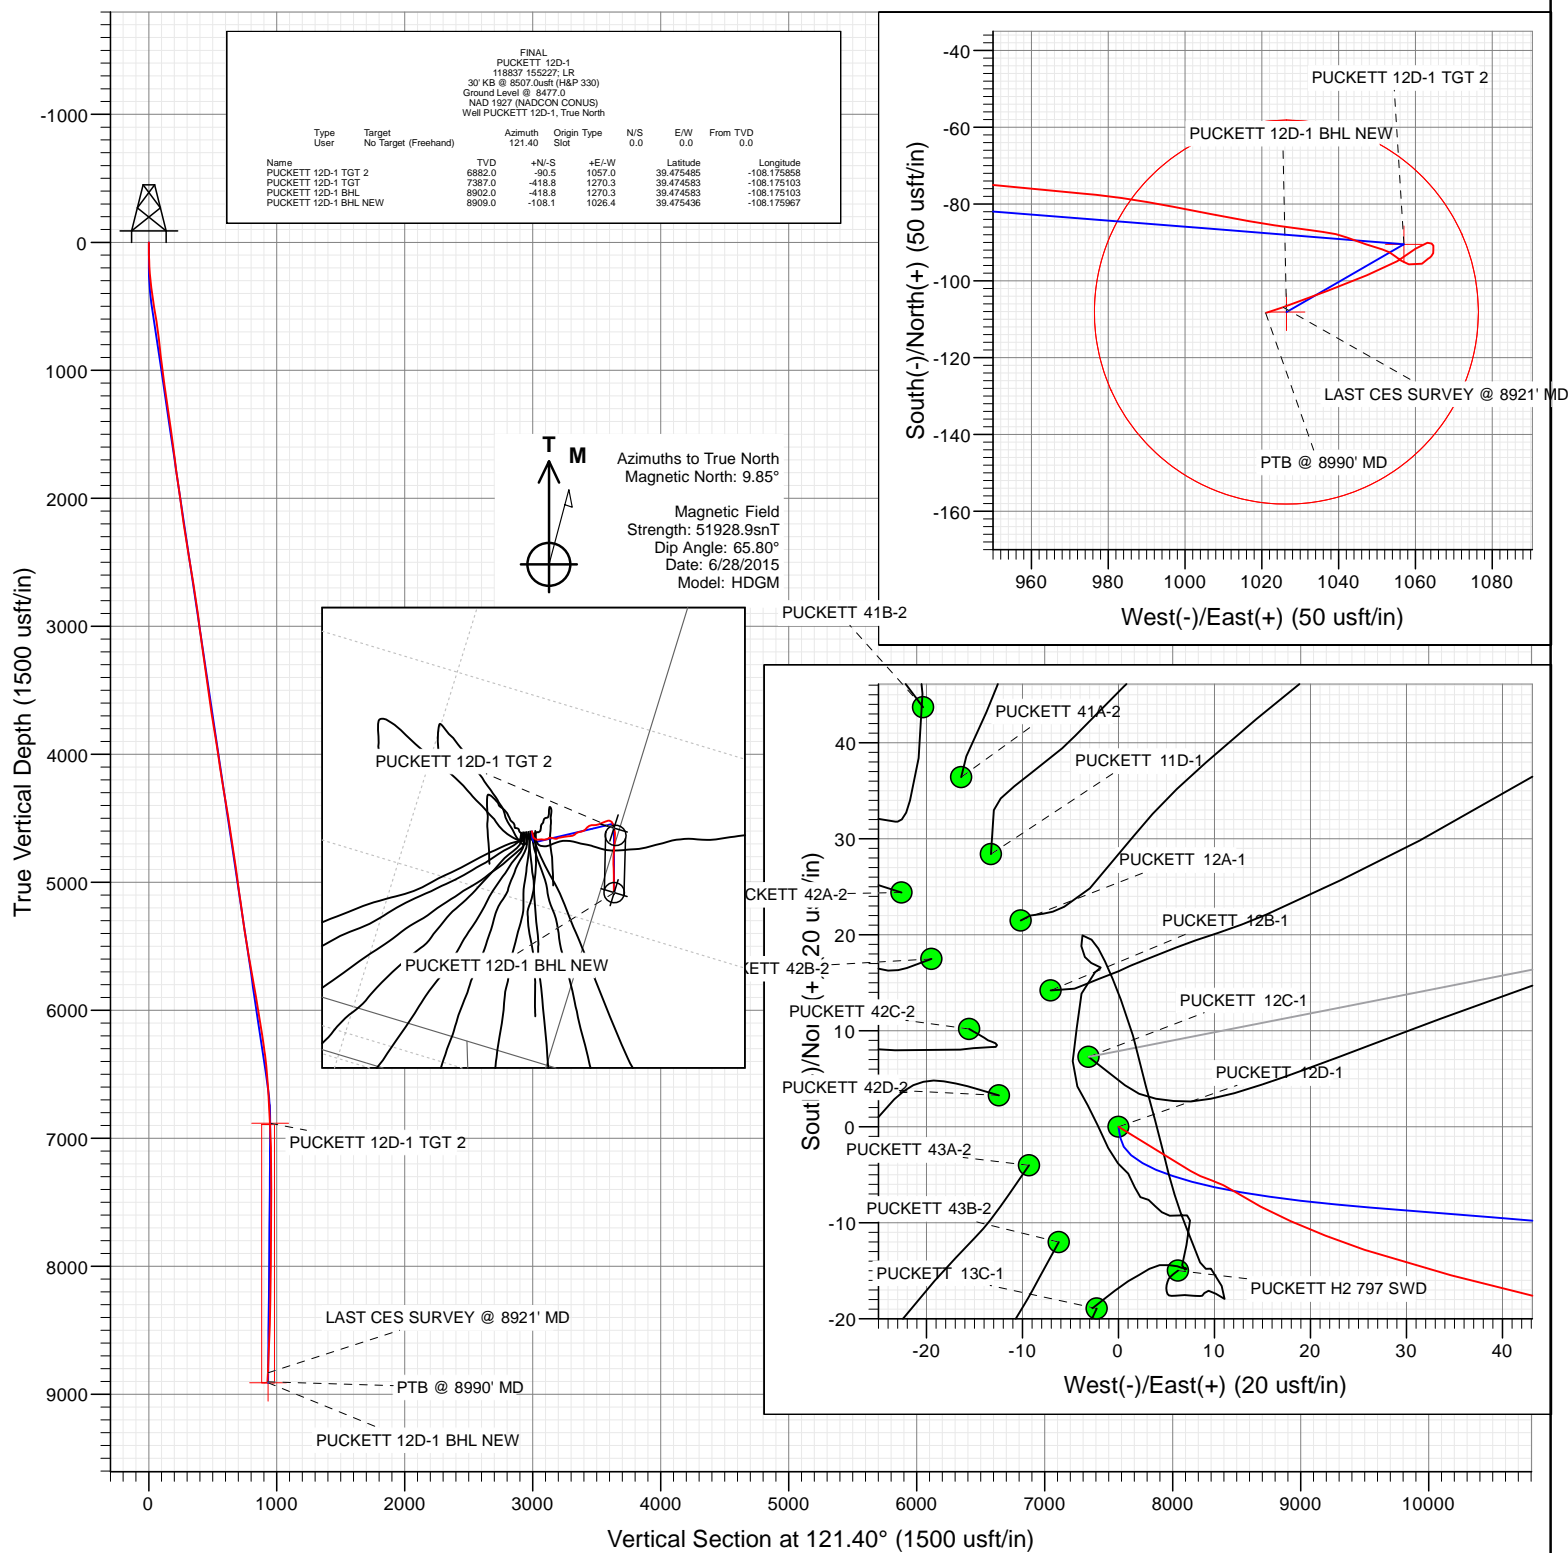 FINAL
PUCKETT 12D-1
118837 155227; LR
30' KB @ 8507.0usft (H&P 330)
Ground Level @ 8477.0
NAD 1927 (NADCON CONUS)
Well PUCKETT 12D-1, True North
Type Target Azimuth Origin Type N/S E/W From TVD
User No Target (Freehand) 121.40 Slot 0.0 0.0 0.0
Name TVD +N/-S +E/-W Latitude Longitude
PUCKETT 12D-1 TGT 2 6882.0 -90.5 1057.0 39.475485 -108.175858
PUCKETT 12D-1 TGT 7387.0 -418.8 1270.3 39.474583 -108.175103
PUCKETT 12D-1 BHL 8902.0 -418.8 1270.3 39.474583 -108.175103
PUCKETT 12D-1 BHL NEW 8909.0 -108.1 1026.4 39.475436 -108.175967
-1000
0
1000
2000
3000
4000
5000
6000
7000
8000
9000
True Vertical Depth (1500 usft/in)
0 1000 2000 3000 4000 5000 6000 7000 8000 9000 10000
Vertical Section at 121.40° (1500 usft/in)
PUCKETT 12D-1 TGT 2
LAST CES SURVEY @ 8921' MD
PTB @ 8990' MD
PUCKETT 12D-1 BHL NEW
T
M
Azimuths to True North
Magnetic North: 9.85°
Magnetic Field
Strength: 51928.9snT
Dip Angle: 65.80°
Date: 6/28/2015
Model: HDGM
PUCKETT 12D-1 TGT 2
PUCKETT 12D-1 BHL NEW
-40
-60
-80
-100
-120
-140
-160
South(-)/North(+) (50 usft/in)
PUCKETT 12D-1 TGT 2
PUCKETT 12D-1 BHL NEW
LAST CES SURVEY @ 8921' MD
PTB @ 8990' MD
960 980 1000 1020 1040 1060 1080
West(-)/East(+) (50 usft/in)
PUCKETT 41B-2
PUCKETT 41A-2
PUCKETT 11D-1
PUCKETT 12A-1
CKETT 42A-2
PUCKETT 12B-1
KETT 42B-2
PUCKETT 12C-1
PUCKETT 42C-2
PUCKETT 12D-1
PUCKETT 42D-2
PUCKETT 43A-2
PUCKETT 43B-2
PUCKETT 13C-1
PUCKETT H2 797 SWD
40
30
20
10
0
-10
-20
-20 -10 0 10 20 30 40
West(-)/East(+) (20 usft/in)